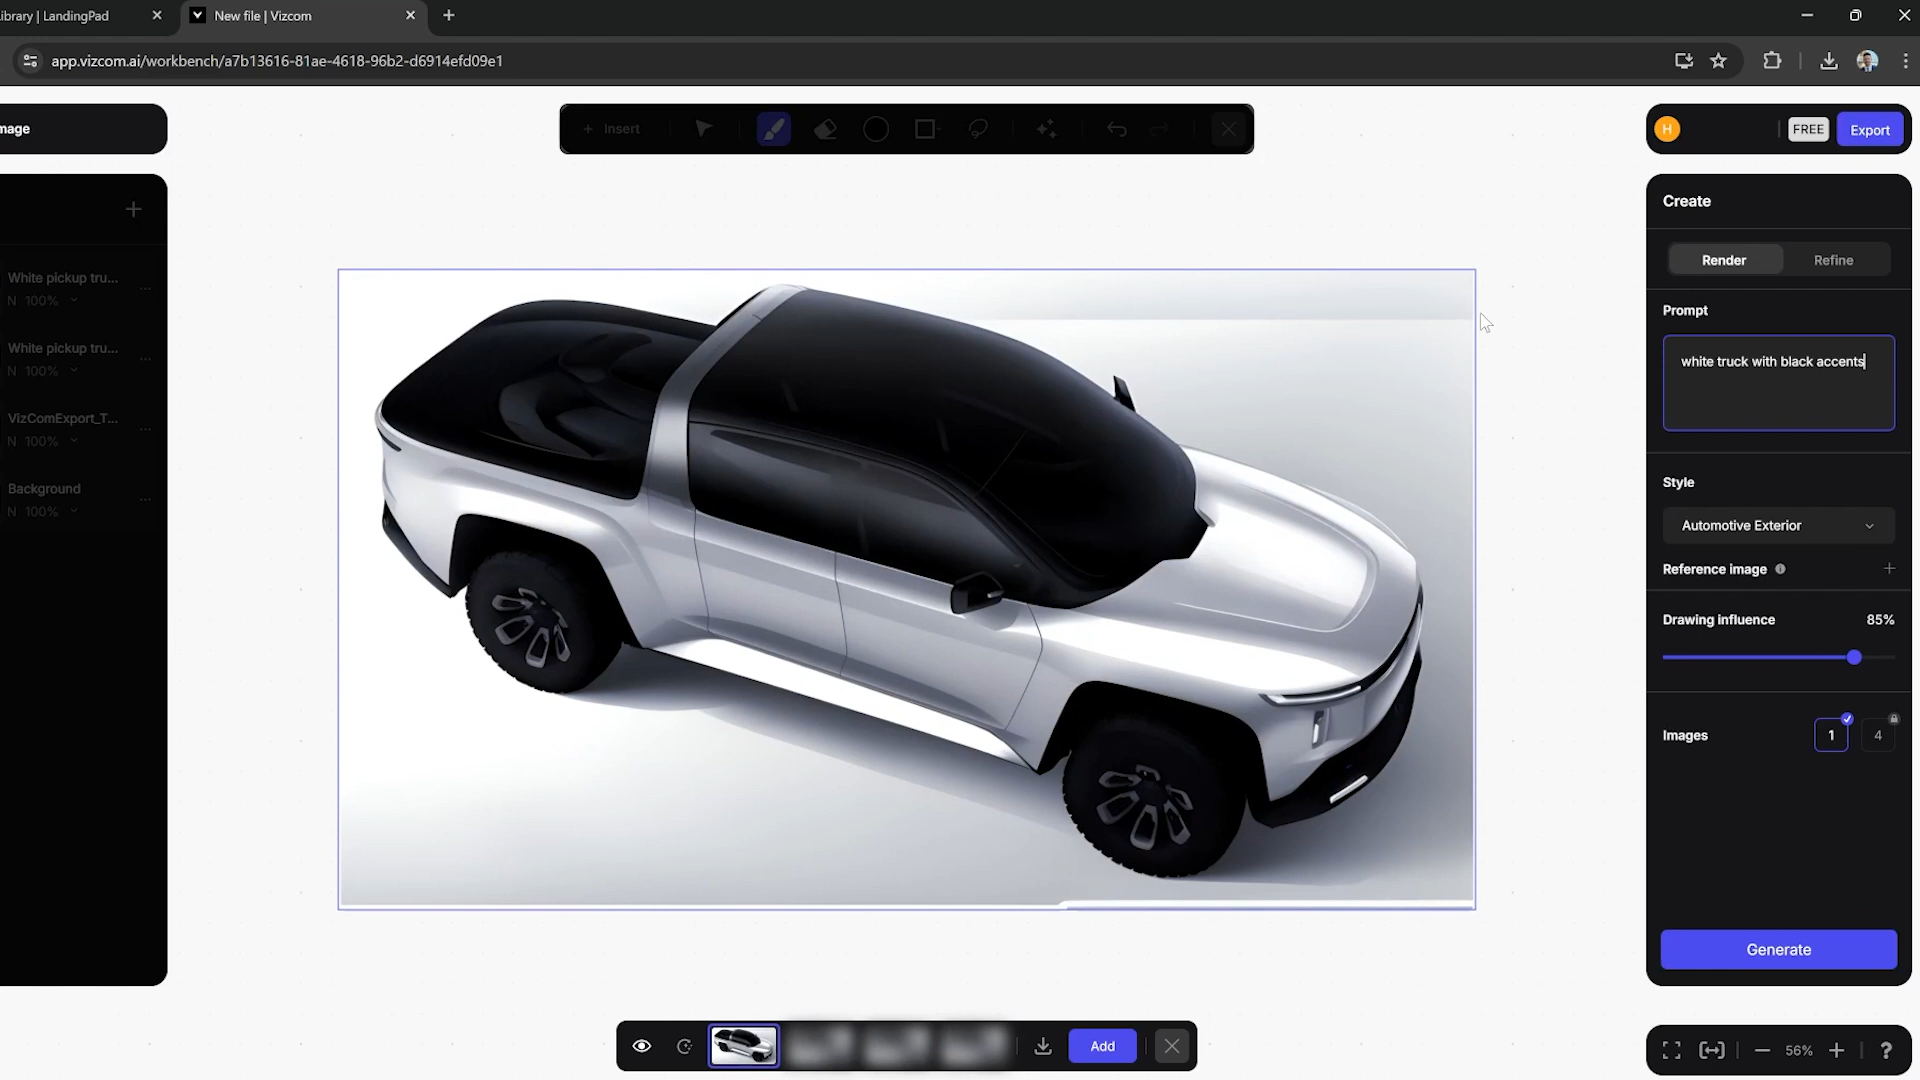 ibrary | LandingPad
New file | Vizcom
app.vizcom.ai/workbench/a7b13616-81ae-4618-96b2-d6914efd09e1
mage
Insert
H
FREE
Export
White pickup tru...
N 100%
White pickup tru...
N 100%
VizComExport_T...
N 100%
Background
N 100%
Create
Render
Refine
Prompt
white truck with black accents
Style
Automotive Exterior
Reference image
Drawing influence
85%
Images
1
4
Generate
Add
56%
?